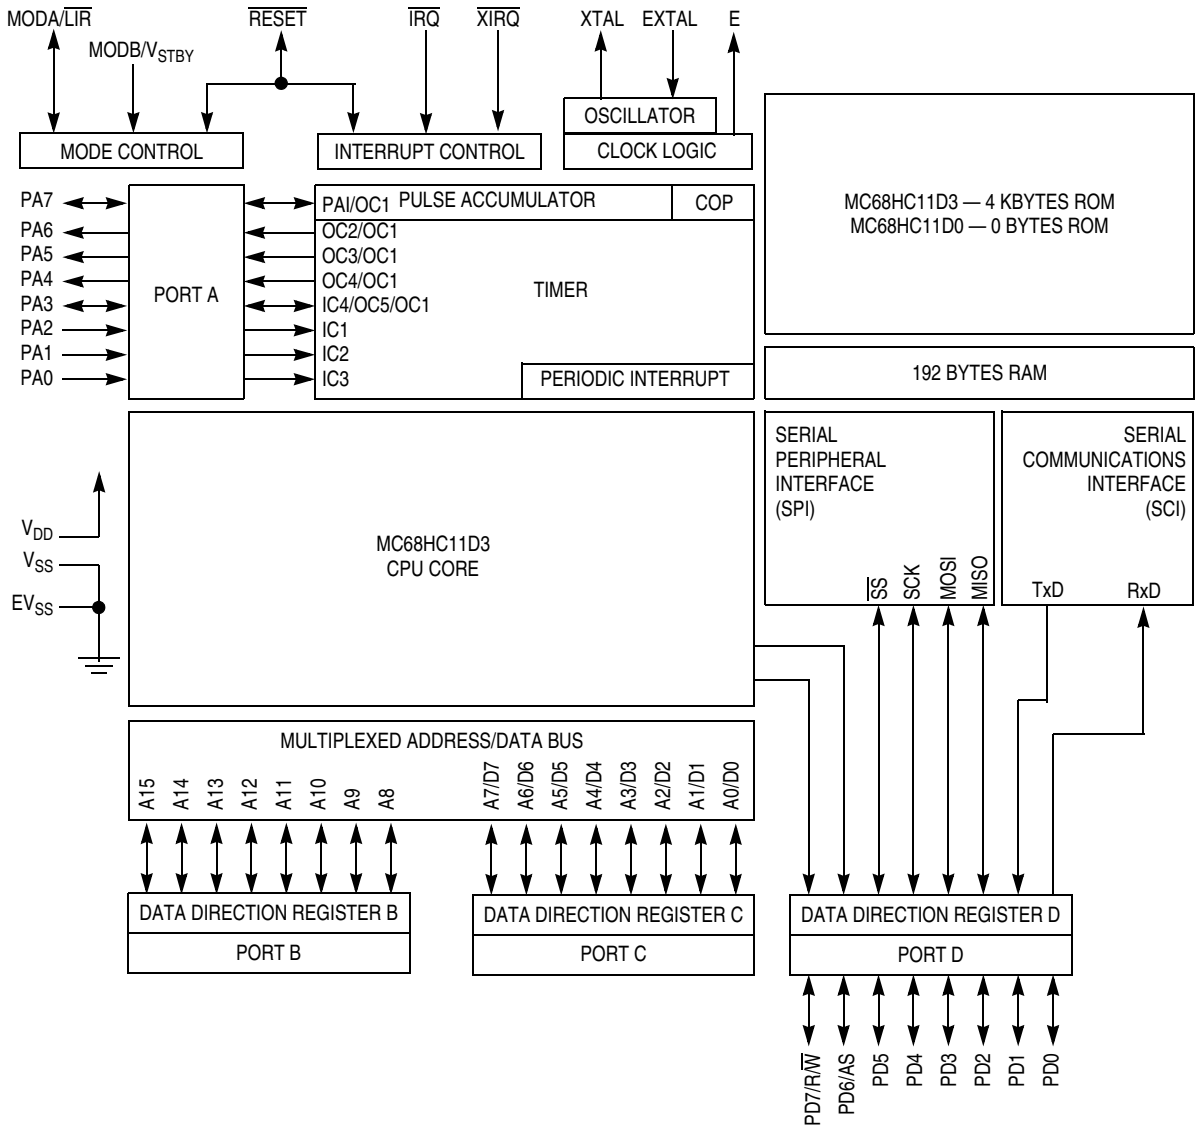 MODA/LIR
MODB/VSTBY
RESET
IRQ
XIRQ
XTAL
EXTAL
E
MODE CONTROL
INTERRUPT CONTROL
OSCILLATOR
CLOCK LOGIC
MC68HC11D3 — 4 KBYTES ROM
MC68HC11D0 — 0 BYTES ROM
192 BYTES RAM
PA7
PA6
PA5
PA4
PA3
PA2
PA1
PA0
PORT A
PAI/OC1
PULSE ACCUMULATOR
COP
OC2/OC1
OC3/OC1
OC4/OC1
IC4/OC5/OC1
IC1
IC2
IC3
TIMER
PERIODIC INTERRUPT
VDD
VSS
EVSS
MC68HC11D3
CPU CORE
SERIAL
PERIPHERAL
INTERFACE
(SPI)
SS
SCK
MOSI
MISO
SERIAL
COMMUNICATIONS
INTERFACE
(SCI)
TxD
RxD
MULTIPLEXED ADDRESS/DATA BUS
A15
A14
A13
A12
A11
A10
A9
A8
A7/D7
A6/D6
A5/D5
A4/D4
A3/D3
A2/D2
A1/D1
A0/D0
DATA DIRECTION REGISTER B
PORT B
DATA DIRECTION REGISTER C
PORT C
DATA DIRECTION REGISTER D
PORT D
PD7/R/W
PD6/AS
PD5
PD4
PD3
PD2
PD1
PD0